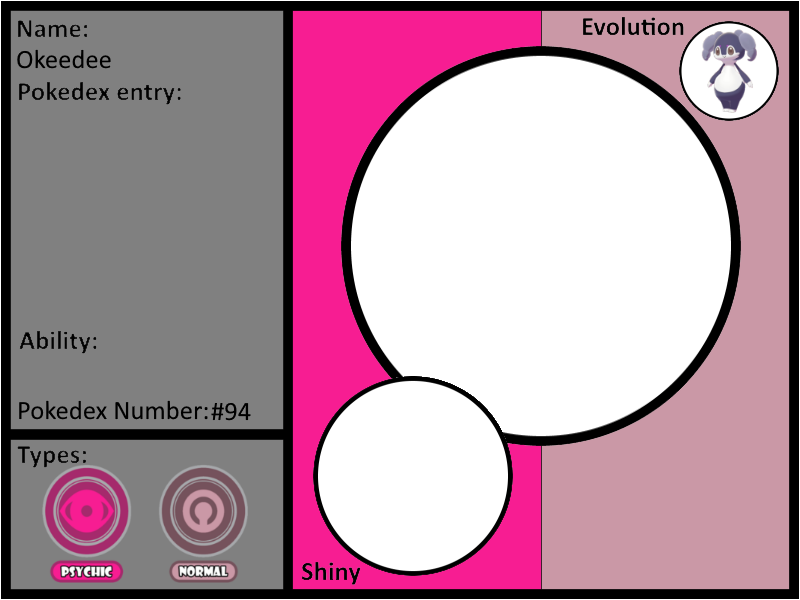 Name:
Okeedee
Pokedex entry:
Ability:
Pokedex Number:#94
Types:
PSYCHIC
NORMAL
Evolution
Shiny